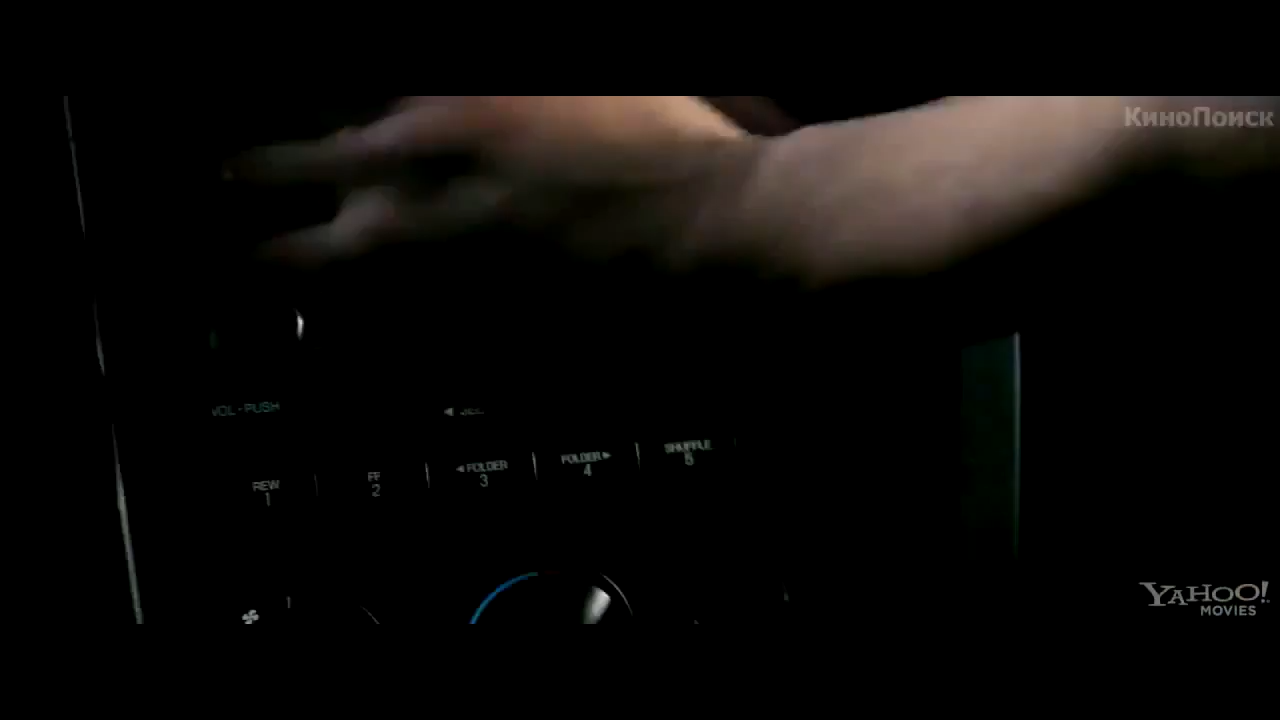 КиноПоиск
VOL•PUSH
REW
1
FF
2
◀FOLDER
3
FOLDER▶
4
SHUFFLE
5
YAHOO!
MOVIES